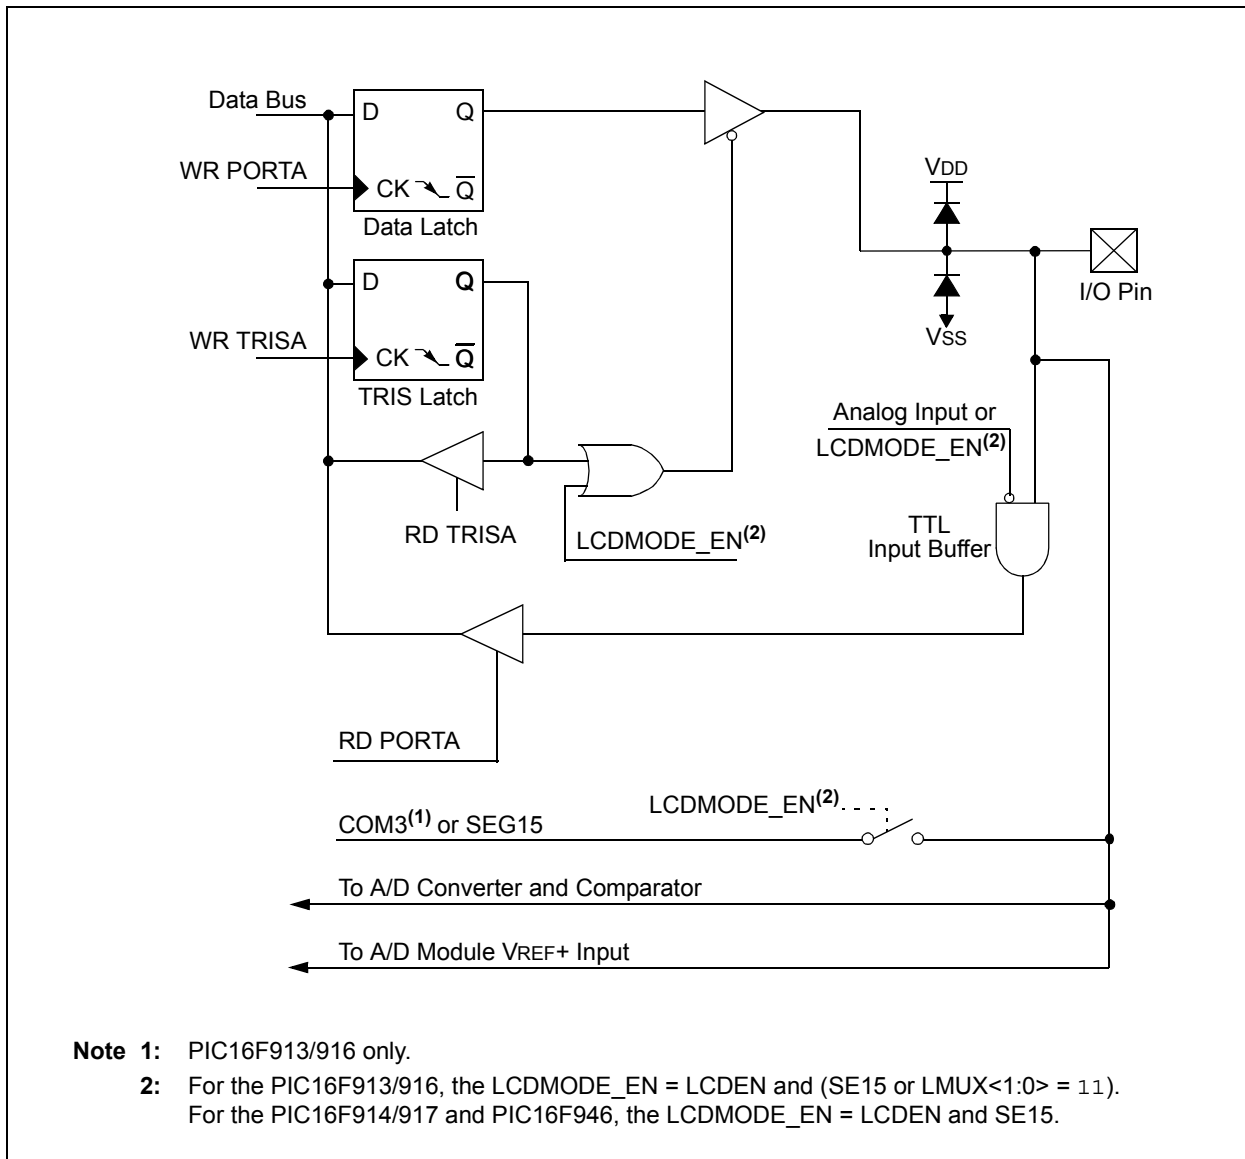 Data Bus
D Q
WR PORTA
CK Q̅
Data Latch
VDD
I/O Pin
VSS
D Q
WR TRISA
CK Q̅
TRIS Latch
Analog Input or
LCDMODE_EN(2)
RD TRISA
LCDMODE_EN(2)
TTL
Input Buffer
RD PORTA
LCDMODE_EN(2)
COM3(1) or SEG15
To A/D Converter and Comparator
To A/D Module VREF+ Input
Note 1: PIC16F913/916 only.
2: For the PIC16F913/916, the LCDMODE_EN = LCDEN and (SE15 or LMUX<1:0> = 11).
For the PIC16F914/917 and PIC16F946, the LCDMODE_EN = LCDEN and SE15.